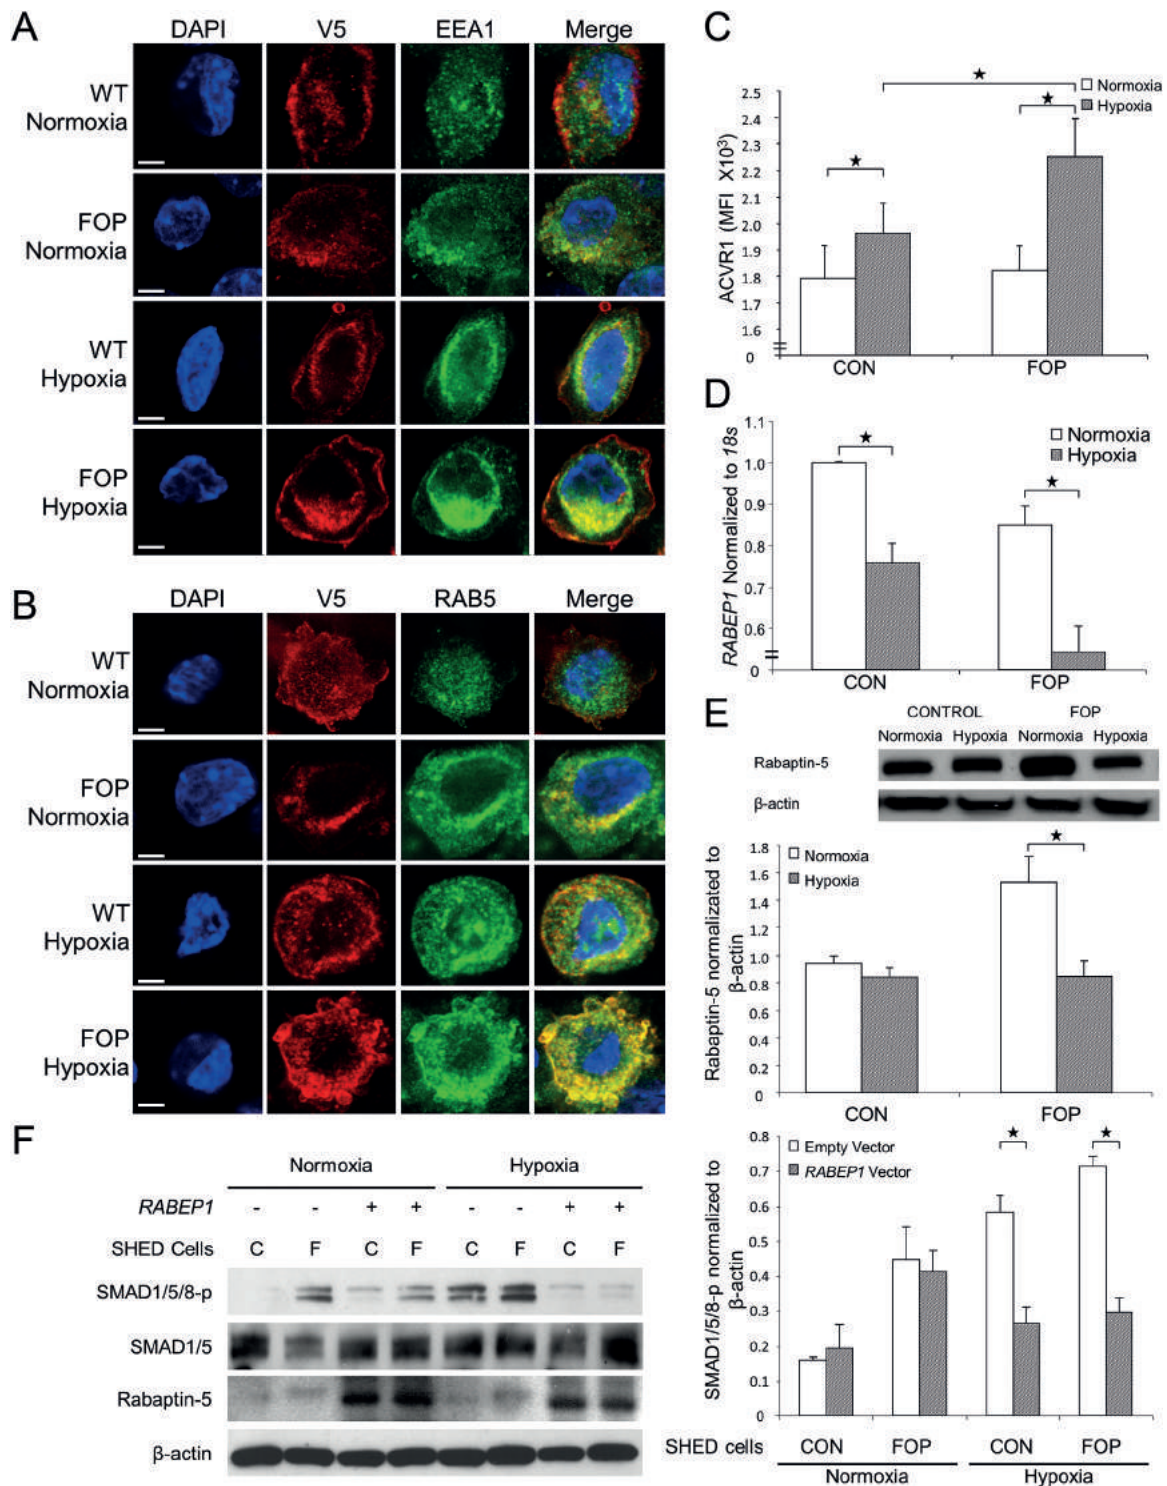 A
DAPI V5 EEA1 Merge
WT
Normoxia
FOP
Normoxia
WT
Hypoxia
FOP
Hypoxia
B
DAPI V5 RAB5 Merge
WT
Normoxia
FOP
Normoxia
WT
Hypoxia
FOP
Hypoxia
C
Normoxia
Hypoxia
ACVR1 (MFI X10³)
2.5
2.4
2.3
2.2
2.1
2.0
1.9
1.8
1.7
1.6
0
CON FOP
D
Normoxia
Hypoxia
RABEP1 Normalized to 18s
1.1
1.0
0.9
0.8
0.7
0.6
0
CON FOP
E
CONTROL FOP
Normoxia Hypoxia Normoxia Hypoxia
Rabaptin-5
β-actin
Normoxia
Hypoxia
Rabaptin-5 normalizated to
β-actin
1.8
1.6
1.4
1.2
1.0
0.8
0.6
0.4
0.2
0
CON FOP
F
Normoxia Hypoxia
RABEP1 - - + + - - + +
SHED Cells C F C F C F C F
SMAD1/5/8-p
SMAD1/5
Rabaptin-5
β-actin
Empty Vector
RABEP1 Vector
SMAD1/5/8-p normalized to
β-actin
0.8
0.7
0.6
0.5
0.4
0.3
0.2
0.1
0
SHED cells CON FOP CON FOP
Normoxia Hypoxia